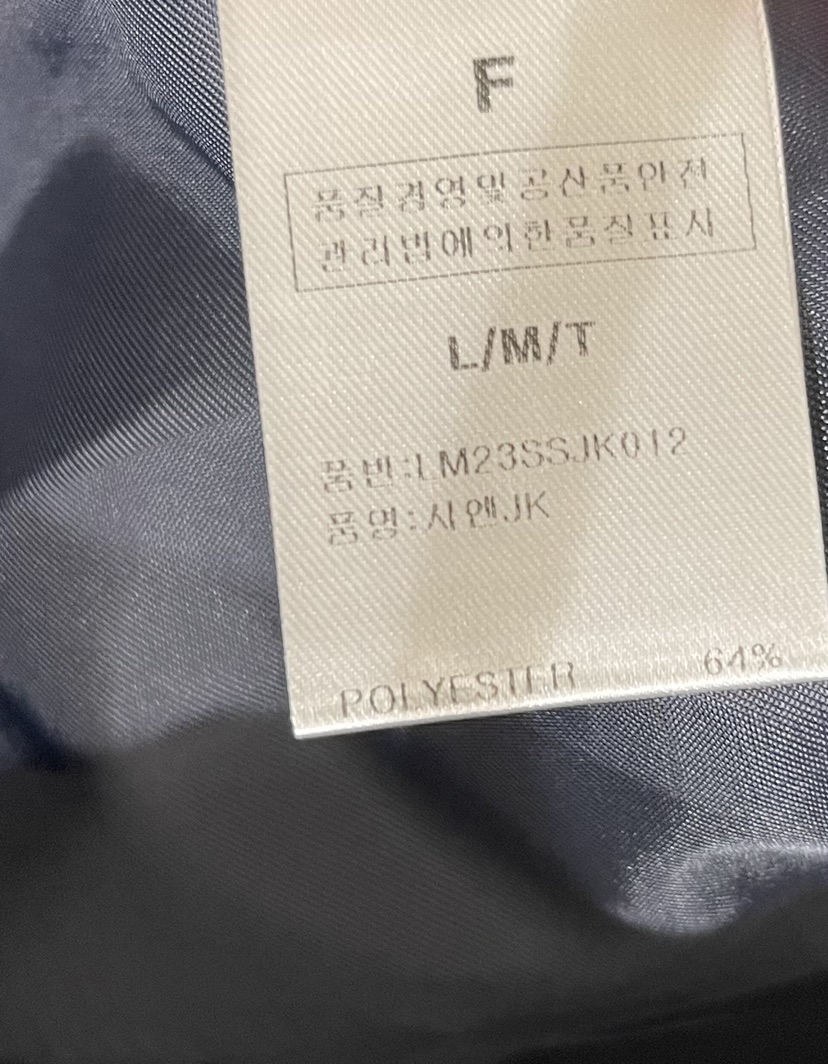 F
품질경영및공산품안전
관리법에의한품질표시
L/M/T
품번:LM23SSJK012
품명:시엔JK
POLYESTER 64%